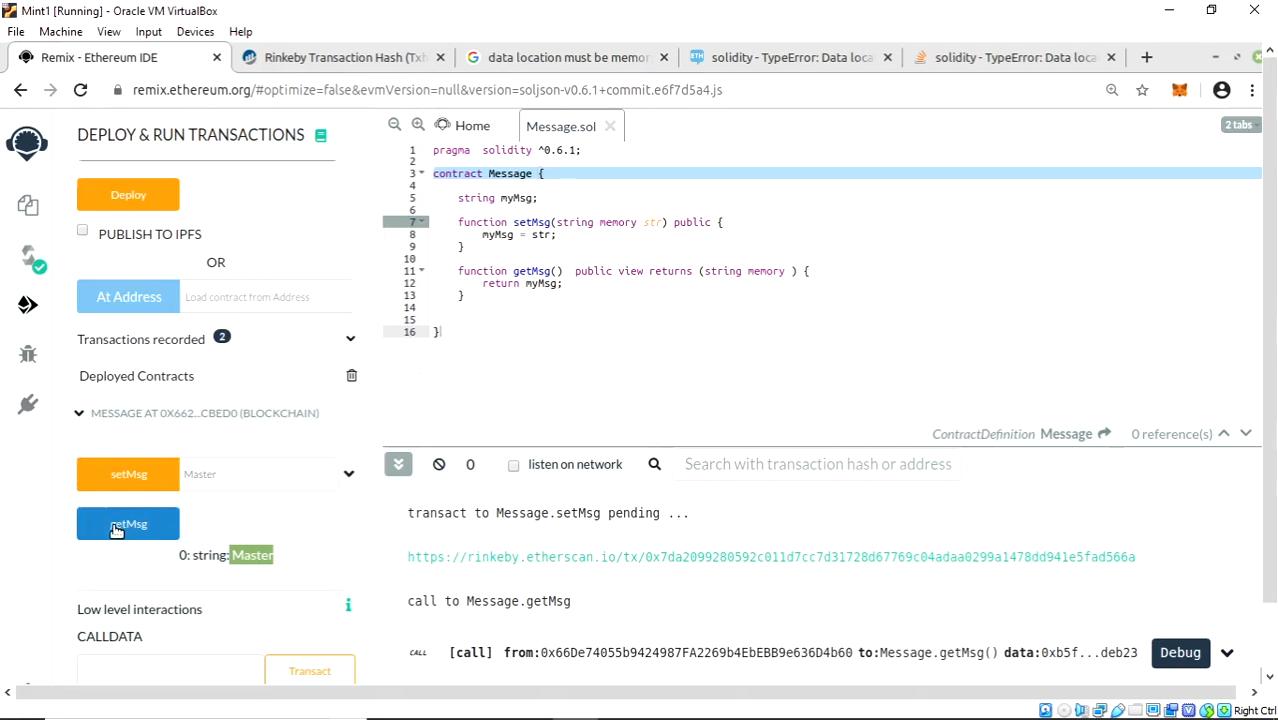 Mint1 [Running] - Oracle VM VirtualBox
File Machine View Input Devices Help
Remix - Ethereum IDE
Rinkeby Transaction Hash (Txh
data location must be memor
solidity - TypeError: Data loca
solidity - TypeError: Data loca
remix.ethereum.org/#optimize=false&evmVersion=null&version=soljson-v0.6.1+commit.e6f7d5a4.js
DEPLOY & RUN TRANSACTIONS
Deploy
PUBLISH TO IPFS
OR
At Address Load contract from Address
Transactions recorded 2
Deployed Contracts
MESSAGE AT 0X662...CBED0 (BLOCKCHAIN)
setMsg Master
getMsg
0: string: Master
Low level interactions
CALLDATA
Transact
Home
Message.sol
2 tabs
1 pragma solidity ^0.6.1;
2
3 contract Message {
4
5 string myMsg;
6
7 function setMsg(string memory str) public {
8 myMsg = str;
9 }
10
11 function getMsg() public view returns (string memory ) {
12 return myMsg;
13 }
14
15
16 }
ContractDefinition Message 0 reference(s)
0 listen on network Search with transaction hash or address
transact to Message.setMsg pending ...
https://rinkeby.etherscan.io/tx/0x7da2099280592c011d7cc7d31728d67769c04adaa0299a1478dd941e5fad566a
call to Message.getMsg
CALL [call] from:0x66De74055b9424987FA2269b4EbEBB9e636D4b60 to:Message.getMsg() data:0xb5f...deb23 Debug
Right Ctrl